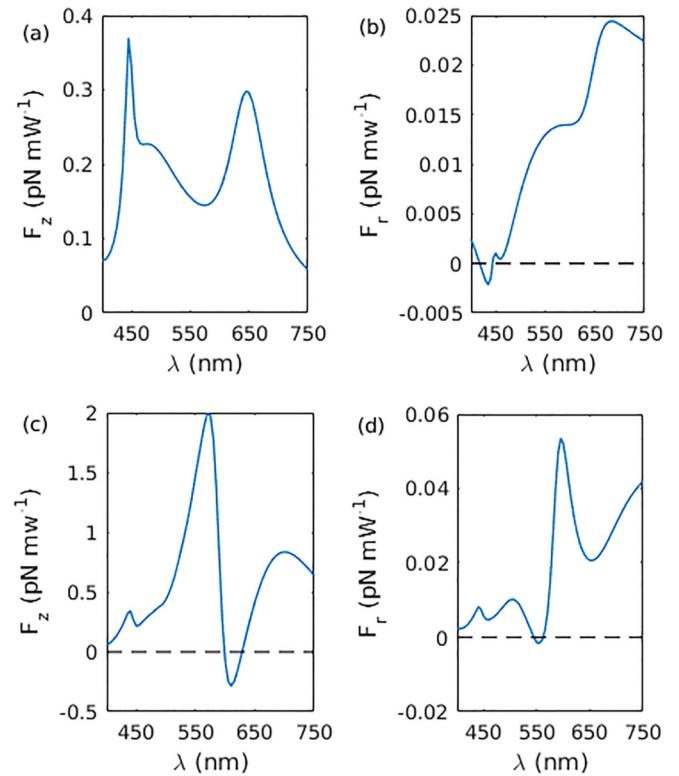 (a)
0.4
0.3
0.2
0.1
0
F_z (pN mW^-1)
450 550 650 750
λ (nm)
(b)
0.025
0.02
0.015
0.01
0.005
0
-0.005
F_r (pN mW^-1)
450 550 650 750
λ (nm)
(c)
2
1.5
1
0.5
0
-0.5
F_z (pN mw^-1)
450 550 650 750
λ (nm)
(d)
0.06
0.04
0.02
0
-0.02
F_r (pN mW^-1)
450 550 650 750
λ (nm)